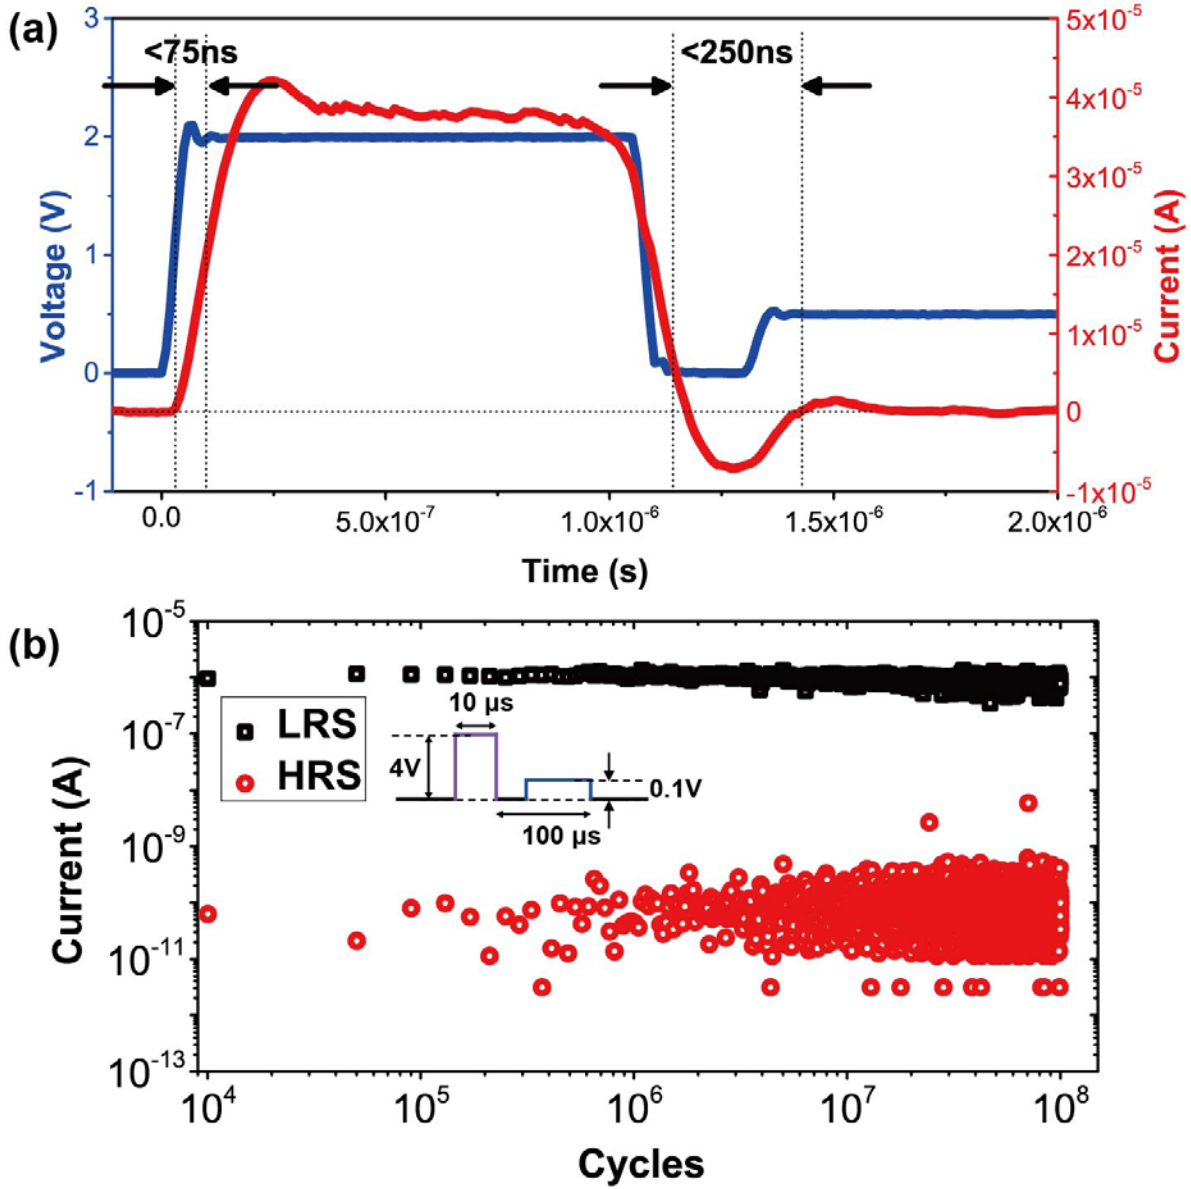 (a)
3
2
1
0
-1
Voltage (V)
<75ns
<250ns
5x10⁻⁵
4x10⁻⁵
3x10⁻⁵
2x10⁻⁵
1x10⁻⁵
0
-1x10⁻⁵
Current (A)
0.0
5.0x10⁻⁷
1.0x10⁻⁶
1.5x10⁻⁶
2.0x10⁻⁶
Time (s)
(b)
10⁻⁵
10⁻⁷
10⁻⁹
10⁻¹¹
10⁻¹³
Current (A)
LRS
HRS
10 µs
4V
0.1V
100 µs
10⁴
10⁵
10⁶
10⁷
10⁸
Cycles